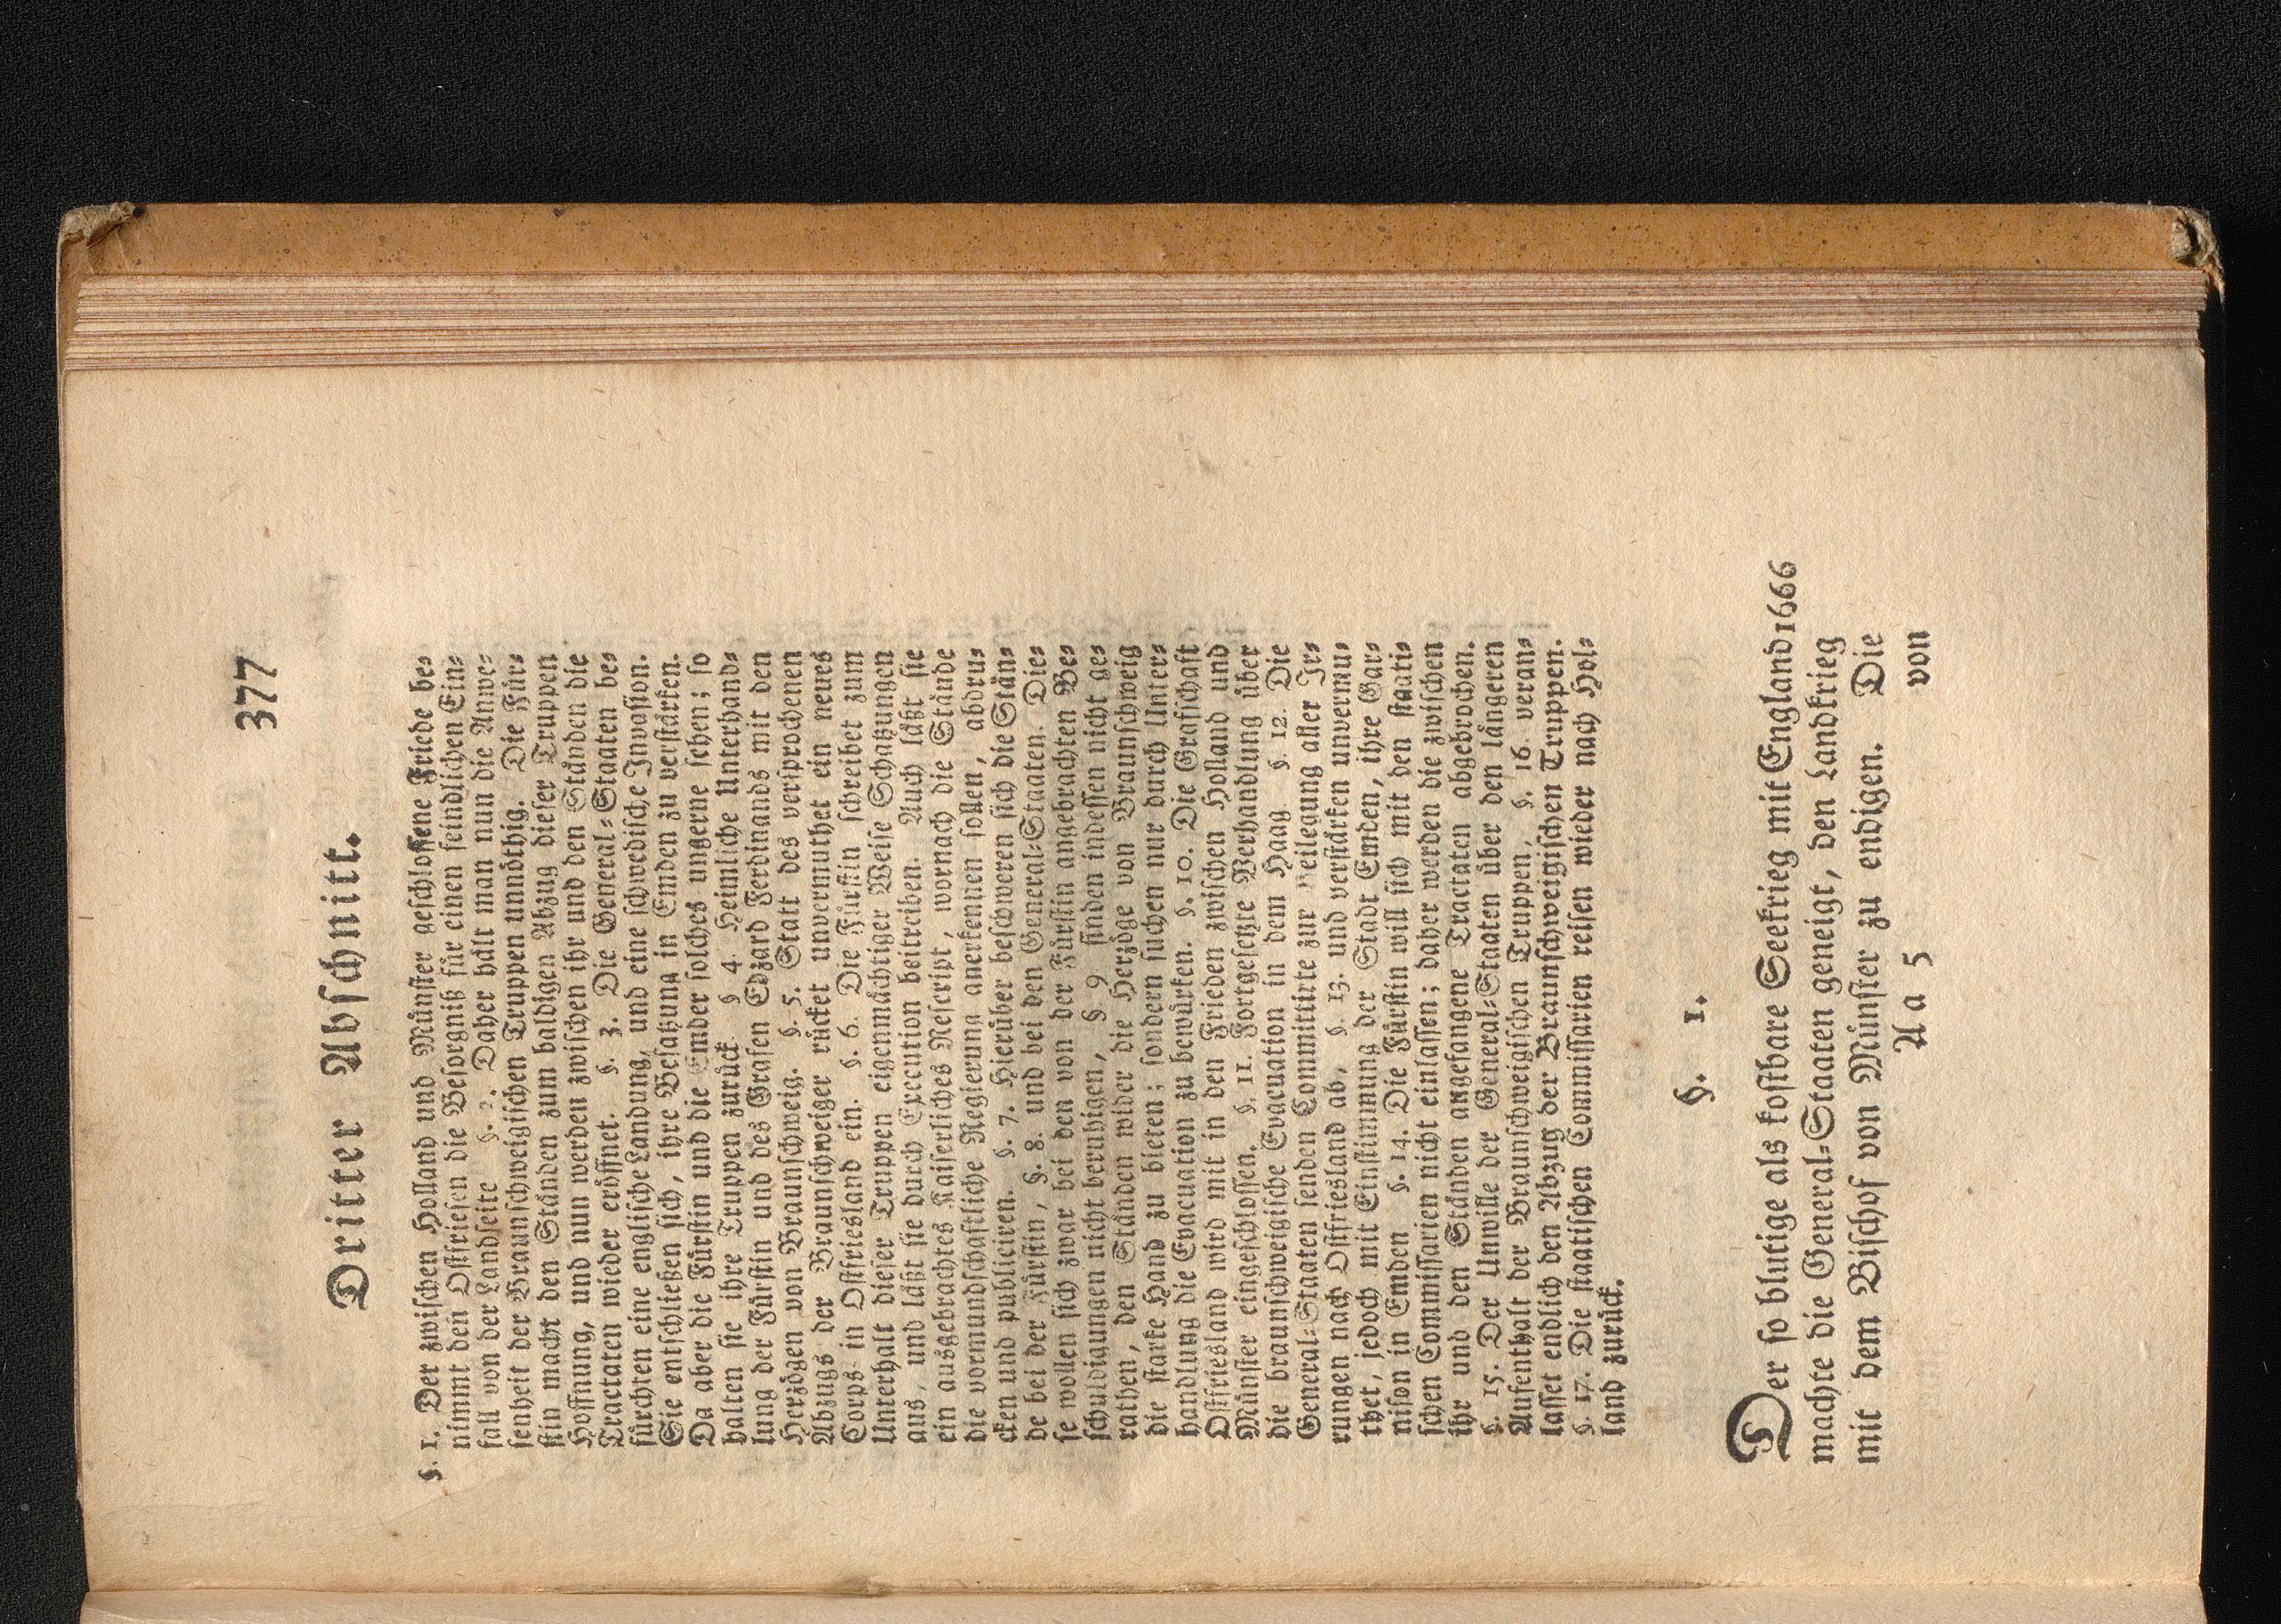 377
Dritter Abschnitt.
§. 1. Der zwischen Holland und Münster geschlossene Friede be-
nimmt den Ostfriesen die Besorgniß für einen feindlichen Ein-
fall von der Landseite §. 2. Daher hält man nun die Anwe-
senheit der Braunschweigischen Truppen unnöthig. Die Für-
stin macht den Ständen zum baldigen Abzug dieser Truppen
Hoffnung, und nun werden zwischen ihr und den Ständen die
Tractaten wieder eröffnet. §. 3. Die General-Staaten be-
fürchten eine englische Landung, und eine schwedische Invasion.
Sie entschließen sich, ihre Besatzung in Emden zu verstärken.
Da aber die Fürstin und die Emder solches ungerne sehen; so
halten sie ihre Truppen zurück. § 4. Heimliche Unterhand-
lung der Fürstin und des Grafen Edzard Ferdinands mit den
Herzögen von Braunschweig. §. 5. Statt des versprochenen
Abzugs der Braunschweiger rücket unvermuthet ein neues
Corps in Ostfriesland ein. §. 6. Die Fürstin schreibet zum
Unterhalt dieser Truppen eigenmächtiger Weise Schatzungen
aus, und läßt sie durch Execution beitreiben. Auch läßt sie
ein ausgebrachtes Kaiserliches Rescript, wornach die Stände
die vormundschaftliche Regierung anerkennen sollen, abdru-
cken und publiciren. §. 7. Hierüber beschweren sich die Stän-
de bei der Fürstin, §. 8. und bei den General-Staaten. Die-
se wollen sich zwar bei den von der Fürstin angebrachten Be-
schuldigungen nicht beruhigen, §. 9 finden indessen nicht ge-
rathen, den Ständen wider die Herzöge von Braunschweig
die starke Hand zu bieten; sondern suchen nur durch Unter-
handlung die Evacuation zu bewürken. §. 10. Die Grafschaft
Ostfriesland wird mit in den Frieden zwischen Holland und
Münster eingeschlossen. §. 11. Fortgesetzte Verhandlung über
die braunschweigische Evacuation in dem Haag §. 12. Die
General-Staaten senden Committirte zur Beilegung aller Ir-
rungen nach Ostfriesland ab, §. 13. und verstärken unvermu-
thet, jedoch mit Einstimmung der Stadt Emden, ihre Gar-
nison in Emden. §. 14. Die Fürstin will sich mit den staati-
schen Commissarien nicht einlassen; daher werden die zwischen
ihr und den Ständen angefangene Tractaten abgebrochen.
§. 15. Der Unwille der General-Staaten über den längeren
Aufenthalt der Braunschweigischen Truppen, §. 16. veran-
lasset endlich den Abzug der Braunschweigischen Truppen.
§. 17. Die staatischen Commissarien reisen wieder nach Hol-
land zurück.
§. 1.
Der so blutige als kostbare Seekrieg mit England 1666
machte die General-Staaten geneigt, den Landkrieg
mit dem Bischof von Münster zu endigen. Die
A a 5 von